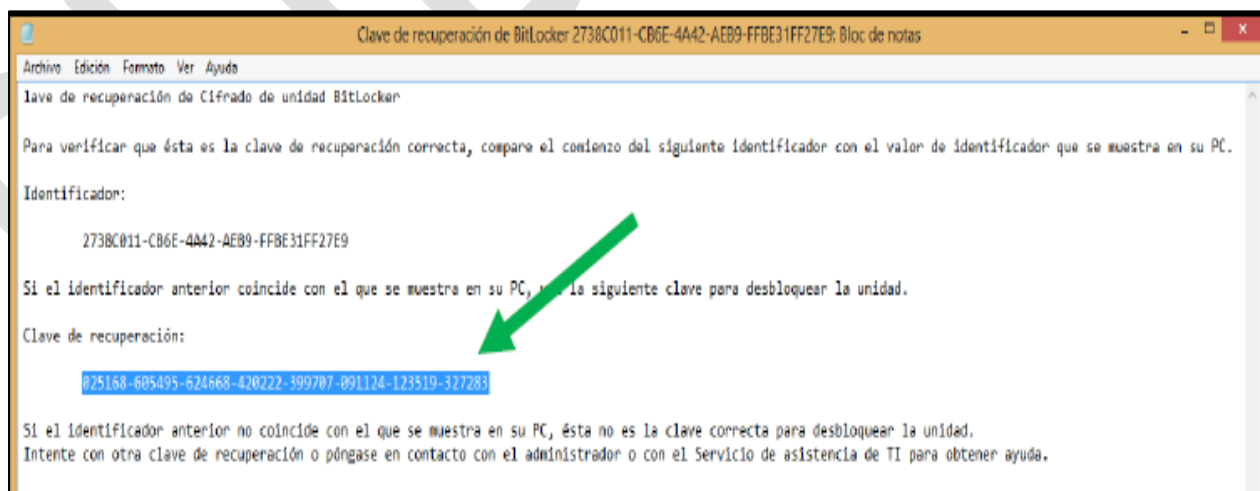 Clave de recuperación de BitLocker 2738C011-CB6E-4A42-AEB9-FFBE31FF27E9: Bloc de notas
Archivo Edición Formato Ver Ayuda
lave de recuperación de Cifrado de unidad BitLocker
Para verificar que ésta es la clave de recuperación correcta, compare el comienzo del siguiente identificador con el valor de identificador que se muestra en su PC.
Identificador:
2738C011-CB6E-4A42-AEB9-FFBE31FF27E9
Si el identificador anterior coincide con el que se muestra en su PC, la siguiente clave para desbloquear la unidad.
Clave de recuperación:
025168-605495-624668-420222-399707-091124-123519-327283
Si el identificador anterior no coincide con el que se muestra en su PC, ésta no es la clave correcta para desbloquear la unidad.
Intente con otra clave de recuperación o póngase en contacto con el administrador o con el Servicio de asistencia de TI para obtener ayuda.